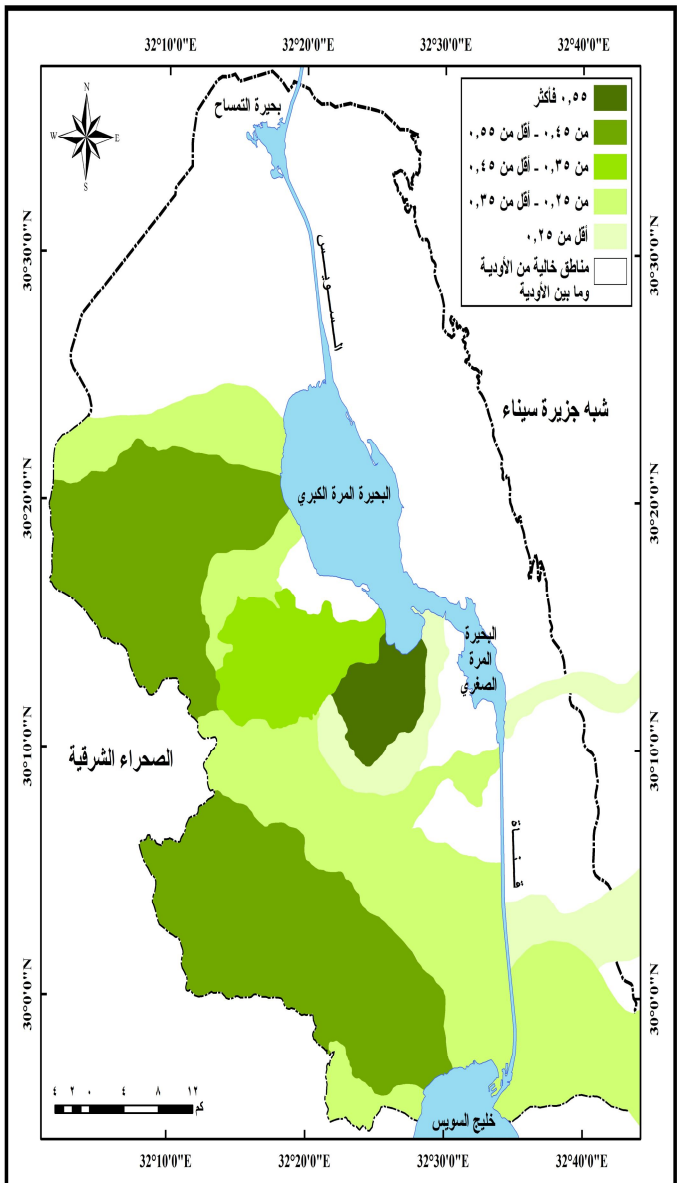 32°10'0"E
32°20'0"E
32°30'0"E
32°40'0"E
N
W
E
S
بحيرة التمساح
٠,٥٥ فأكثر
من ٠,٤٥ - أقل من ٠,٥٥
من ٠,٣٥ - أقل من ٠,٤٥
من ٠,٢٥ - أقل من ٠,٣٥
أقل من ٠,٢٥
مناطق خالية من الأودية
وما بين الأودية
30°30'0"N
30°30'0"N
الـســويــس
شبه جزيرة سيناء
البحيرة المرة الكبري
30°20'0"N
30°20'0"N
البحيرة
المرة
الصغري
الصحراء الشرقية
30°10'0"N
30°10'0"N
قــنــاة
30°0'0"N
30°0'0"N
٤ ٢ ٠ ٤ ٨ ١٢
كم
خليج السويس
32°10'0"E
32°20'0"E
32°30'0"E
32°40'0"E